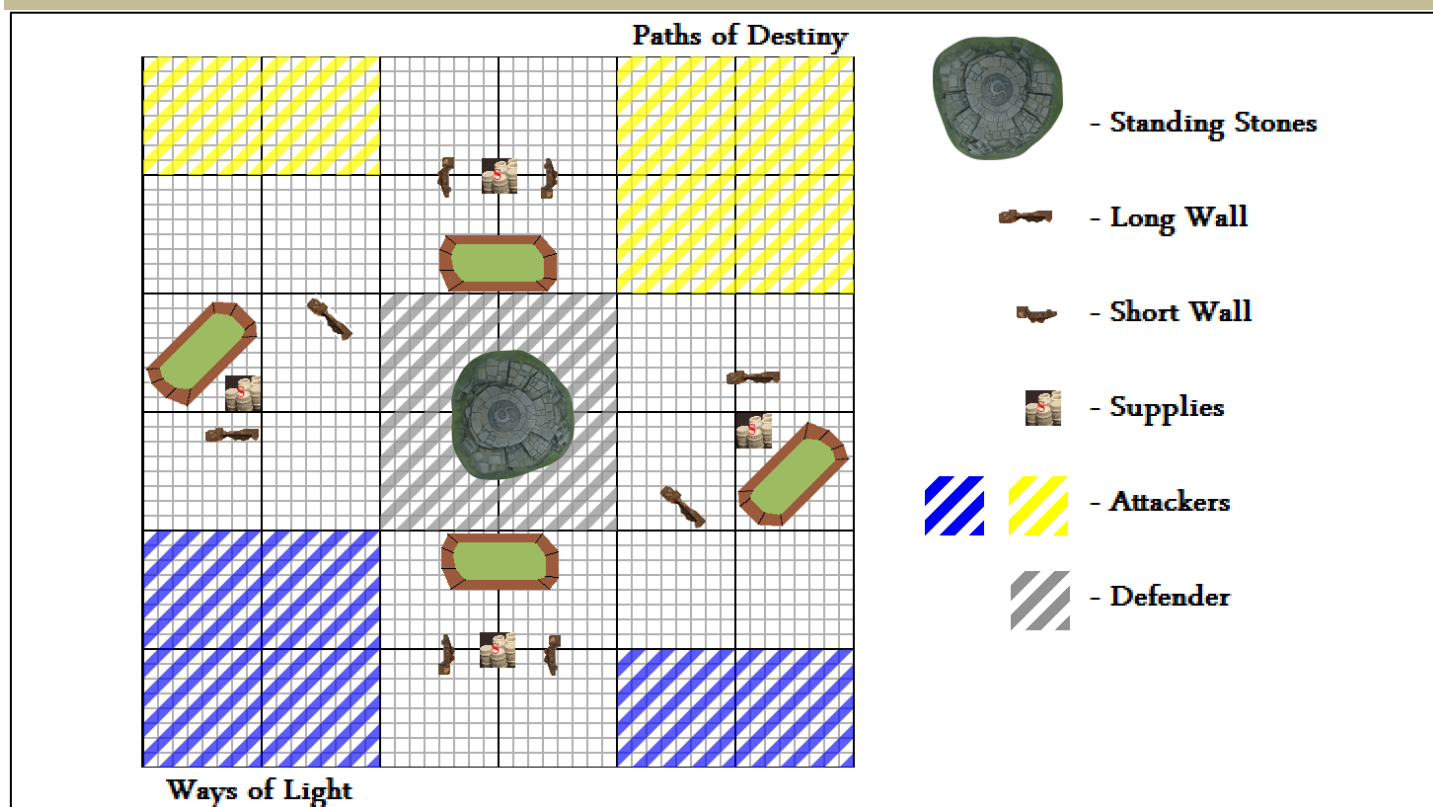 Paths of Destiny
- Standing Stones
- Long Wall
S
- Short Wall
S
S
- Supplies
S
- Attackers
- Defender
S
Ways of Light